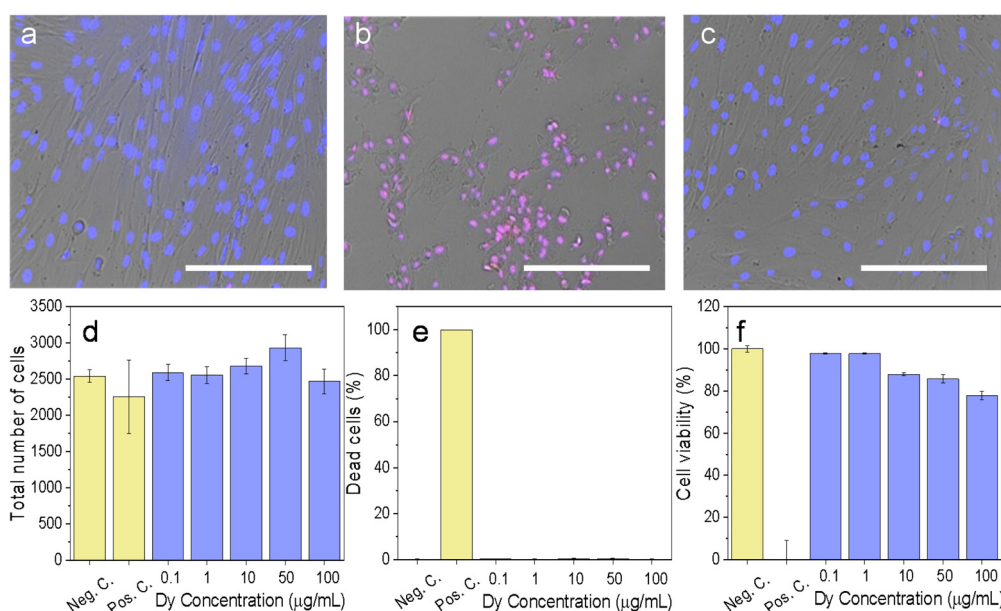 a
b
c
d
Total number of cells
3500
3000
2500
2000
1500
1000
500
0
Neg. C.
Pos. C.
0.1
1
10
50
100
Dy Concentration (μg/mL)
e
Dead cells (%)
100
80
60
40
20
0
Neg. C.
Pos. C.
0.1
1
10
50
100
Dy Concentration (μg/mL)
f
Cell viability (%)
120
100
80
60
40
20
0
Neg. C.
Pos. C.
0.1
1
10
50
100
Dy Concentration (μg/mL)